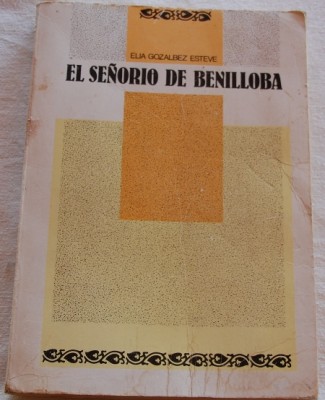 ELIA GOZALBEZ ESTEVE
EL SEÑORIO DE BENILLOBA